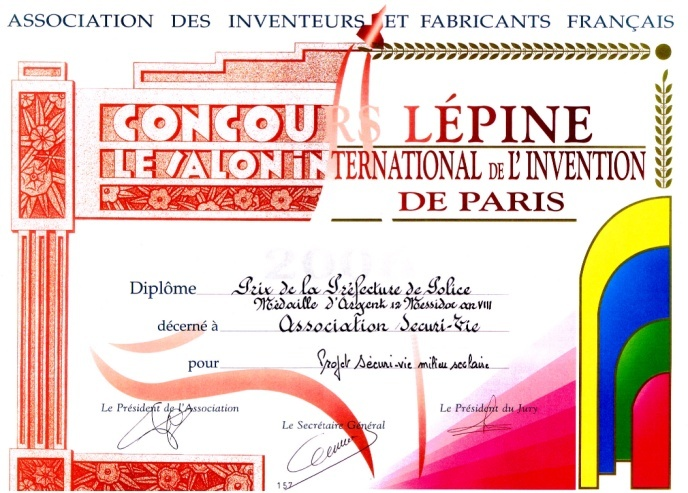 ASSOCIATION DES INVENTEURS ET FABRICANTS FRANÇAIS
CONCOURS LÉPINE
LE SALON INTERNATIONAL DE L'INVENTION
DE PARIS
2006
Diplôme Prix de la Préfecture de Police
Médaille d'Argent 12 Messidor an VIII
décerné à Association Securi-Vie
pour Projet Sécuri-vie milieu scolaire
Le Président de l'Association
Le Secrétaire Général
Le Président du Jury
157